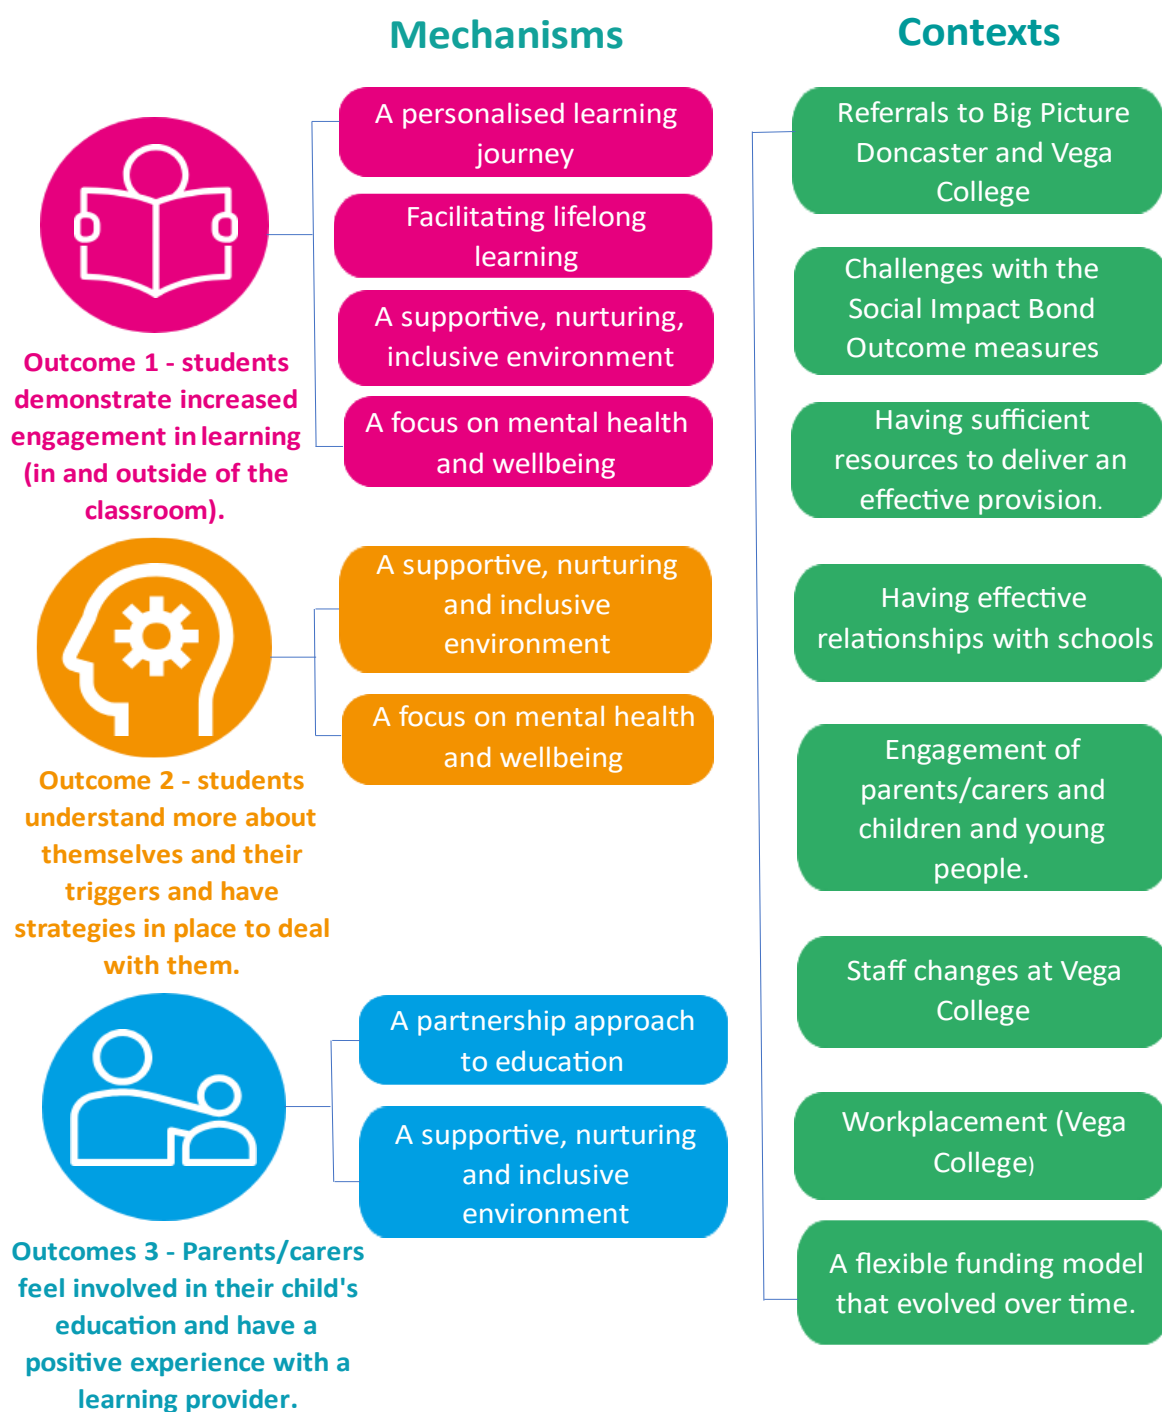 Mechanisms
Contexts
A personalised learning
journey
Facilitating lifelong
learning
A supportive, nurturing,
inclusive environment
A focus on mental health
and wellbeing
Outcome 1 - students
demonstrate increased
engagement in learning
(in and outside of the
classroom).
A supportive, nurturing
and inclusive
environment
A focus on mental health
and wellbeing
Outcome 2 - students
understand more about
themselves and their
triggers and have
strategies in place to deal
with them.
A partnership approach
to education
A supportive, nurturing
and inclusive
environment
Outcomes 3 - Parents/carers
feel involved in their child's
education and have a
positive experience with a
learning provider.
Referrals to Big Picture
Doncaster and Vega
College
Challenges with the
Social Impact Bond
Outcome measures
Having sufficient
resources to deliver an
effective provision.
Having effective
relationships with schools
Engagement of
parents/carers and
children and young
people.
Staff changes at Vega
College
Workplacement (Vega
College)
A flexible funding model
that evolved over time.